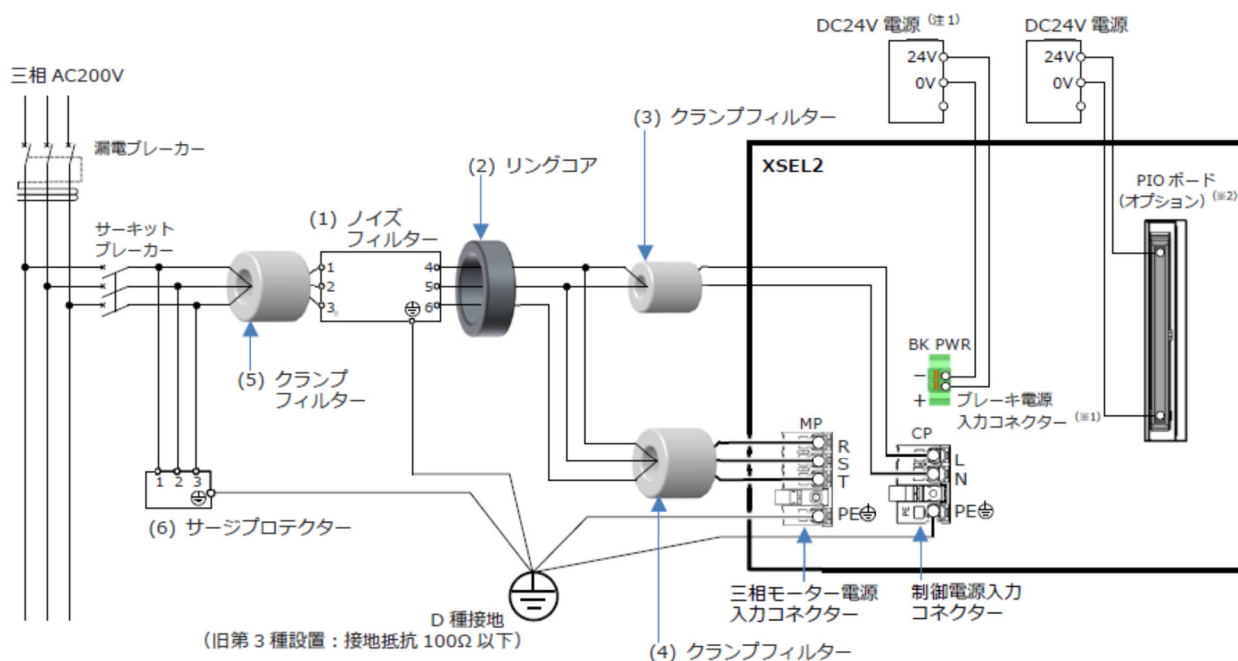 DC24V 電源 (注1)
DC24V 電源
24V
0V
24V
0V
三相 AC200V
漏電ブレーカー
(3) クランプフィルター
(2) リングコア
XSEL2
PIO ボード
(オプション) (※2)
サーキット
ブレーカー
(1) ノイズ
フィルター
1
2
3
4
5
6
BK PWR
−
+
ブレーキ電源
入力コネクター (※1)
(5) クランプ
フィルター
MP
R
S
T
PE
CP
L
N
PE
PE
1 2 3
(6) サージプロテクター
三相モーター電源
入力コネクター
制御電源入力
コネクター
D 種接地
(旧第 3 種設置:接地抵抗 100Ω 以下)
(4) クランプフィルター